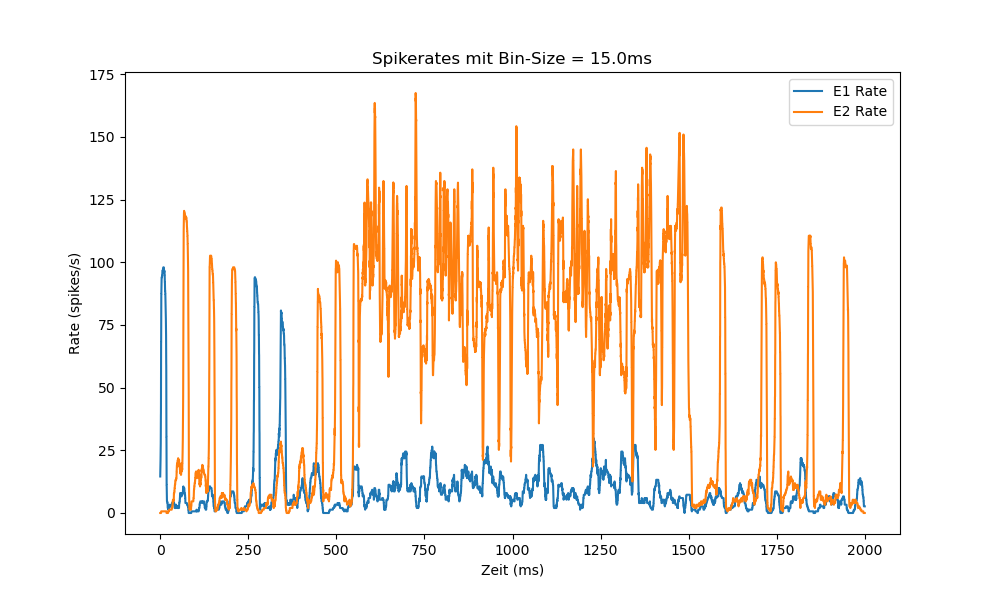 Spikerates mit Bin-Size = 15.0ms
E1 Rate
E2 Rate
Rate (spikes/s)
175
150
125
100
75
50
25
0
0 250 500 750 1000 1250 1500 1750 2000
Zeit (ms)